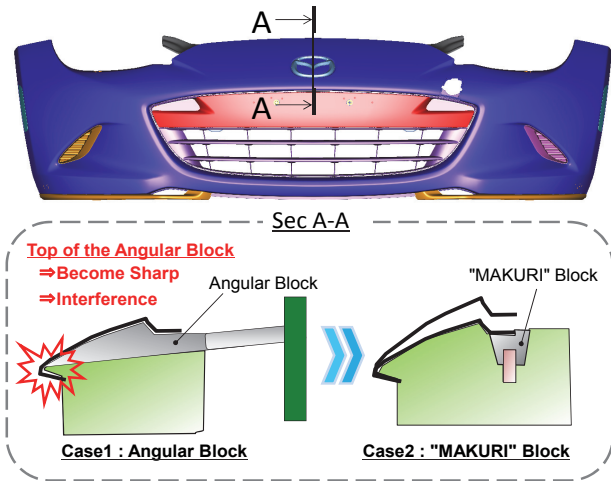 A
A
Sec A-A
Top of the Angular Block
⇒Become Sharp
⇒Interference
Angular Block
"MAKURI" Block
Case1 : Angular Block
Case2 : "MAKURI" Block